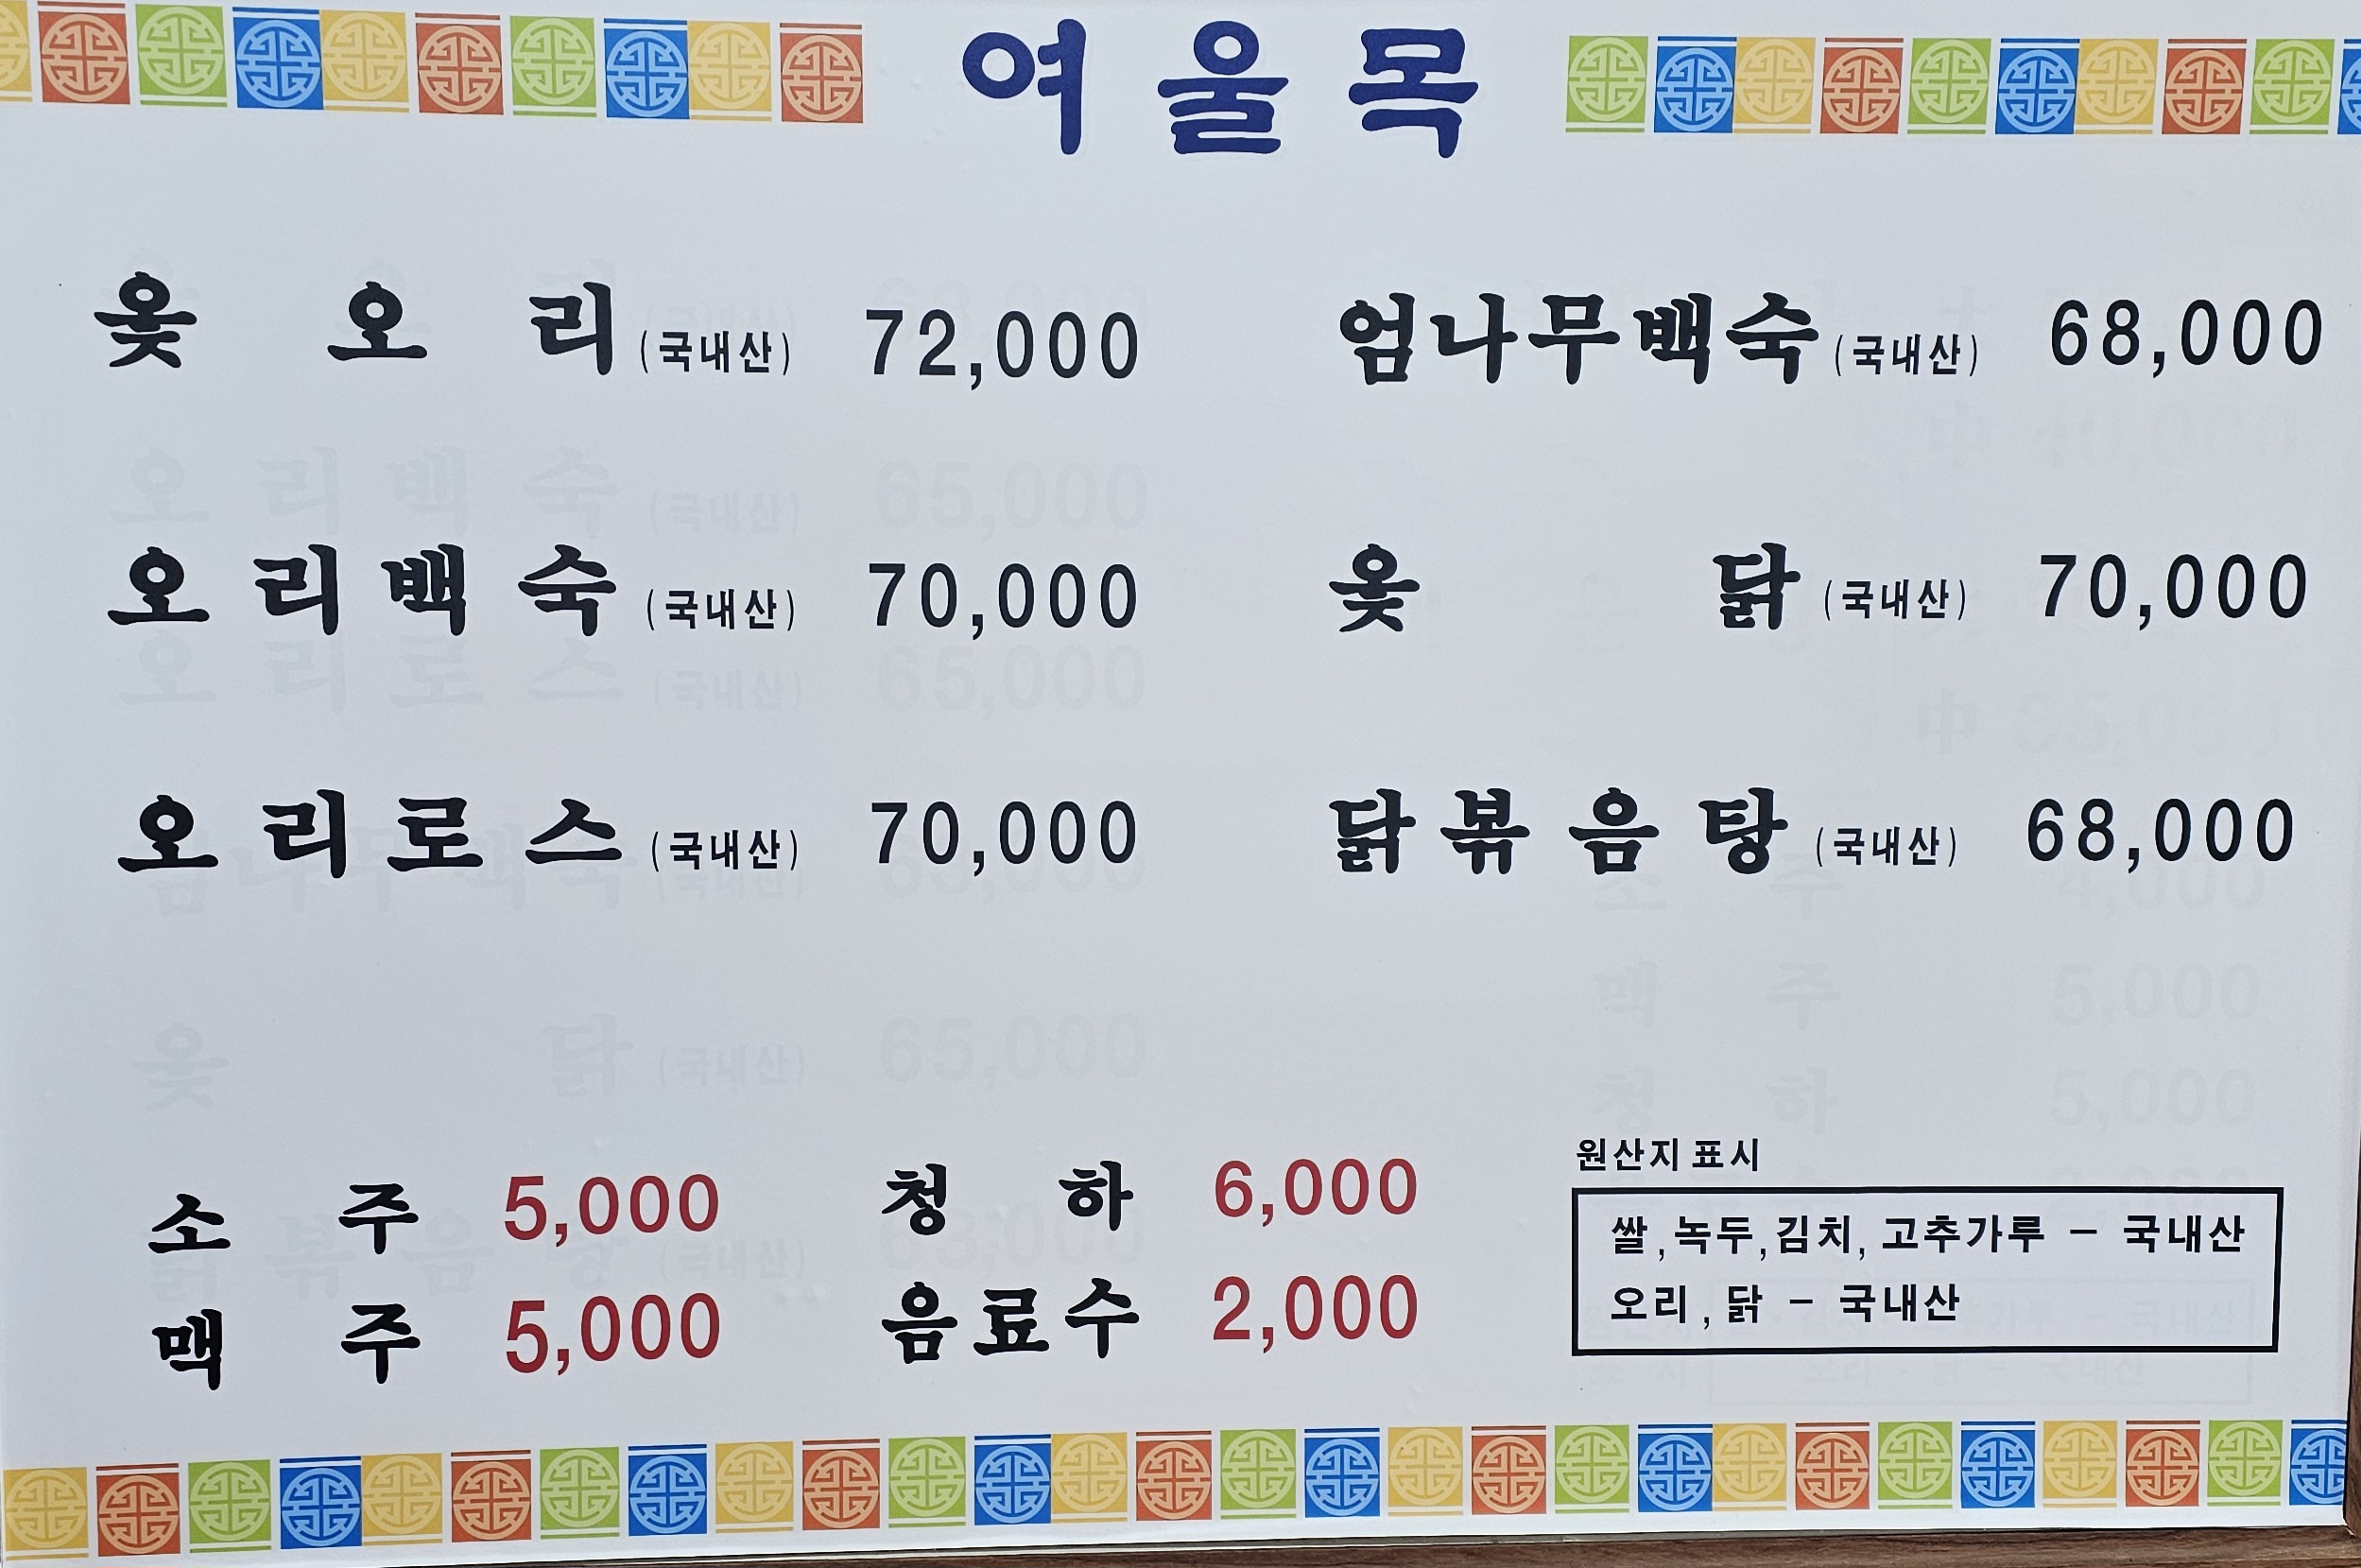 여울목
옻오리(국내산) 72,000
엄나무백숙(국내산) 68,000
오리백숙(국내산) 70,000
옻닭(국내산) 70,000
오리로스(국내산) 70,000
닭볶음탕(국내산) 68,000
소주 5,000
청하 6,000
맥주 5,000
음료수 2,000
원산지 표시
쌀,녹두,김치,고추가루 - 국내산
오리,닭 - 국내산